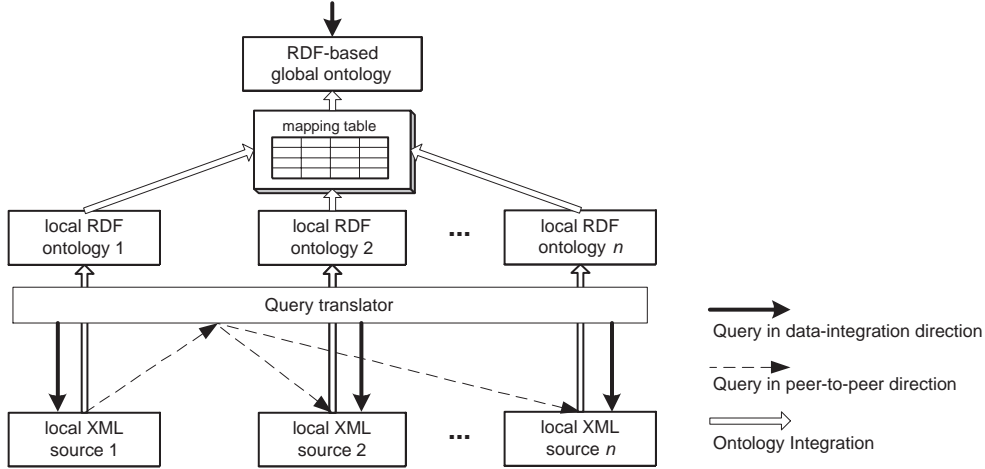 RDF-based
global ontology
mapping table
local RDF
ontology 1
local RDF
ontology 2
...
local RDF
ontology n
Query translator
local XML
source 1
local XML
source 2
...
local XML
source n
Query in data-integration direction
Query in peer-to-peer direction
Ontology Integration